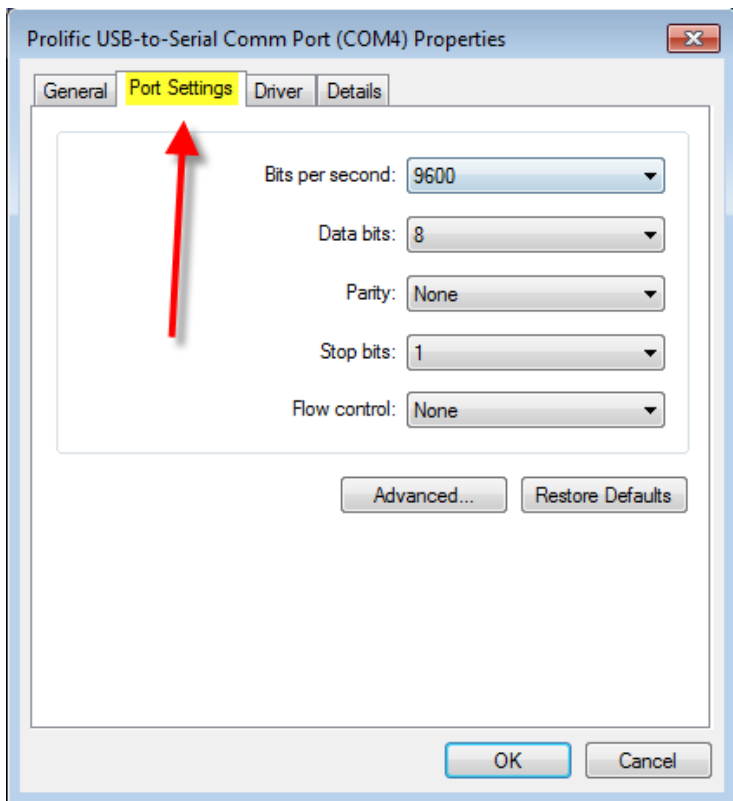 Prolific USB-to-Serial Comm Port (COM4) Properties
General Port Settings Driver Details
Bits per second: 9600
Data bits: 8
Parity: None
Stop bits: 1
Flow control: None
Advanced... Restore Defaults
OK Cancel